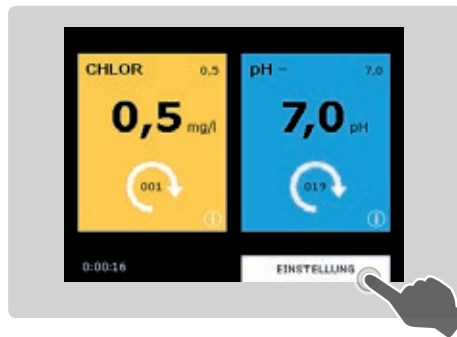 CHLOR 0,5
0,5 mg/l
001
pH – 7,0
7,0 pH
019
0:00:16
EINSTELLUNG